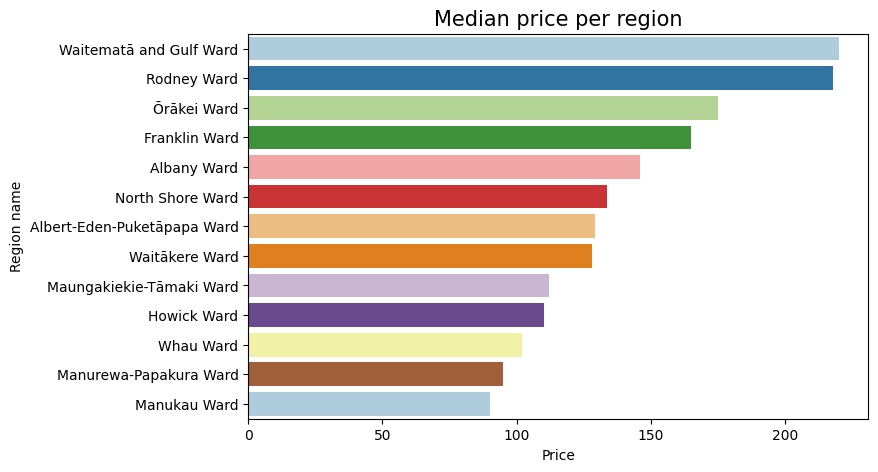 Median price per region
Region name
Waitematā and Gulf Ward
Rodney Ward
Ōrākei Ward
Franklin Ward
Albany Ward
North Shore Ward
Albert-Eden-Puketāpapa Ward
Waitākere Ward
Maungakiekie-Tāmaki Ward
Howick Ward
Whau Ward
Manurewa-Papakura Ward
Manukau Ward
0 50 100 150 200
Price